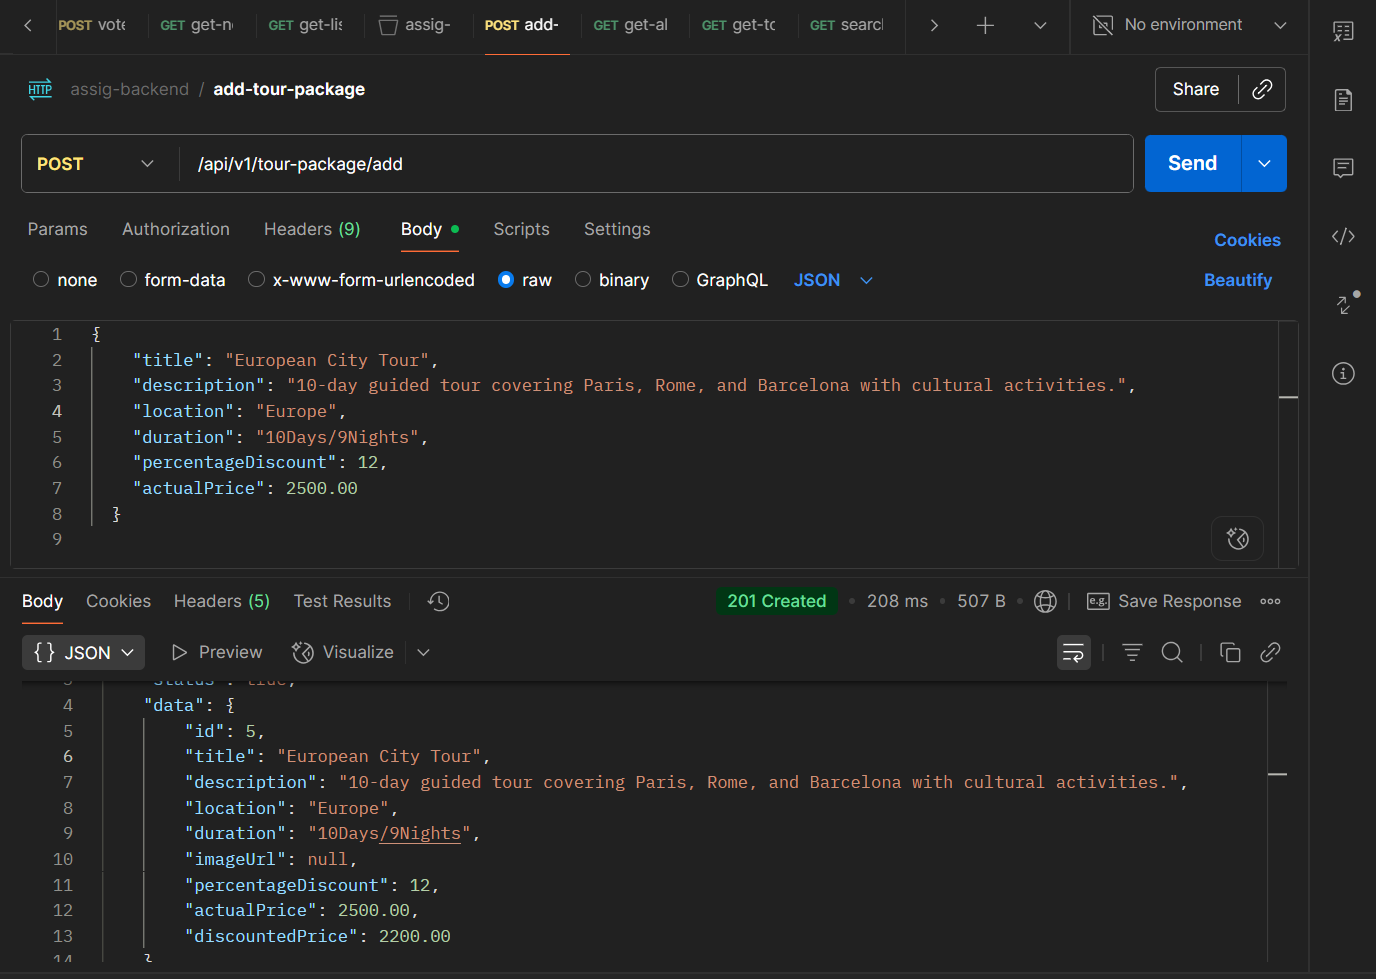 POST vote GET get-n GET get-lis assig- POST add- GET get-al GET get-to GET search No environment
HTTP assig-backend / add-tour-package Share
POST /api/v1/tour-package/add Send
Params Authorization Headers (9) Body Scripts Settings Cookies
none form-data x-www-form-urlencoded raw binary GraphQL JSON Beautify
1 {
2 "title": "European City Tour",
3 "description": "10-day guided tour covering Paris, Rome, and Barcelona with cultural activities.",
4 "location": "Europe",
5 "duration": "10Days/9Nights",
6 "percentageDiscount": 12,
7 "actualPrice": 2500.00
8 }
9
Body Cookies Headers (5) Test Results 201 Created • 208 ms • 507 B • e.g. Save Response
{} JSON Preview Visualize
3 "status": true,
4 "data": {
5 "id": 5,
6 "title": "European City Tour",
7 "description": "10-day guided tour covering Paris, Rome, and Barcelona with cultural activities.",
8 "location": "Europe",
9 "duration": "10Days/9Nights",
10 "imageUrl": null,
11 "percentageDiscount": 12,
12 "actualPrice": 2500.00,
13 "discountedPrice": 2200.00
14 }